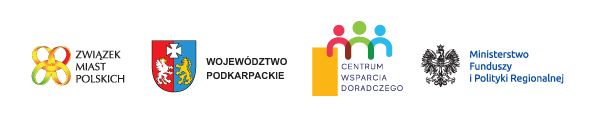 ZWIĄZEK
MIAST
POLSKICH
WOJEWÓDZTWO
PODKARPACKIE
CENTRUM
WSPARCIA
DORADCZEGO
Ministerstwo
Funduszy
i Polityki Regionalnej